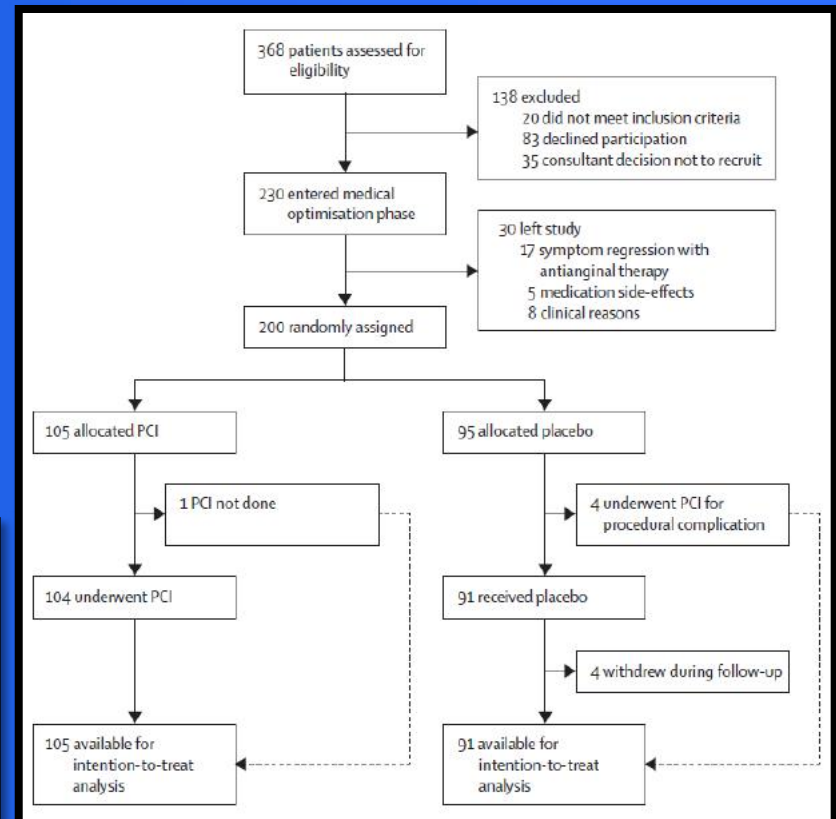 368 patients assessed for
eligibility
138 excluded
20 did not meet inclusion criteria
83 declined participation
35 consultant decision not to recruit
230 entered medical
optimisation phase
30 left study
17 symptom regression with
antianginal therapy
5 medication side-effects
8 clinical reasons
200 randomly assigned
105 allocated PCI
95 allocated placebo
1 PCI not done
4 underwent PCI for
procedural complication
104 underwent PCI
91 received placebo
4 withdrew during follow-up
105 available for
intention-to-treat
analysis
91 available for
intention-to-treat
analysis